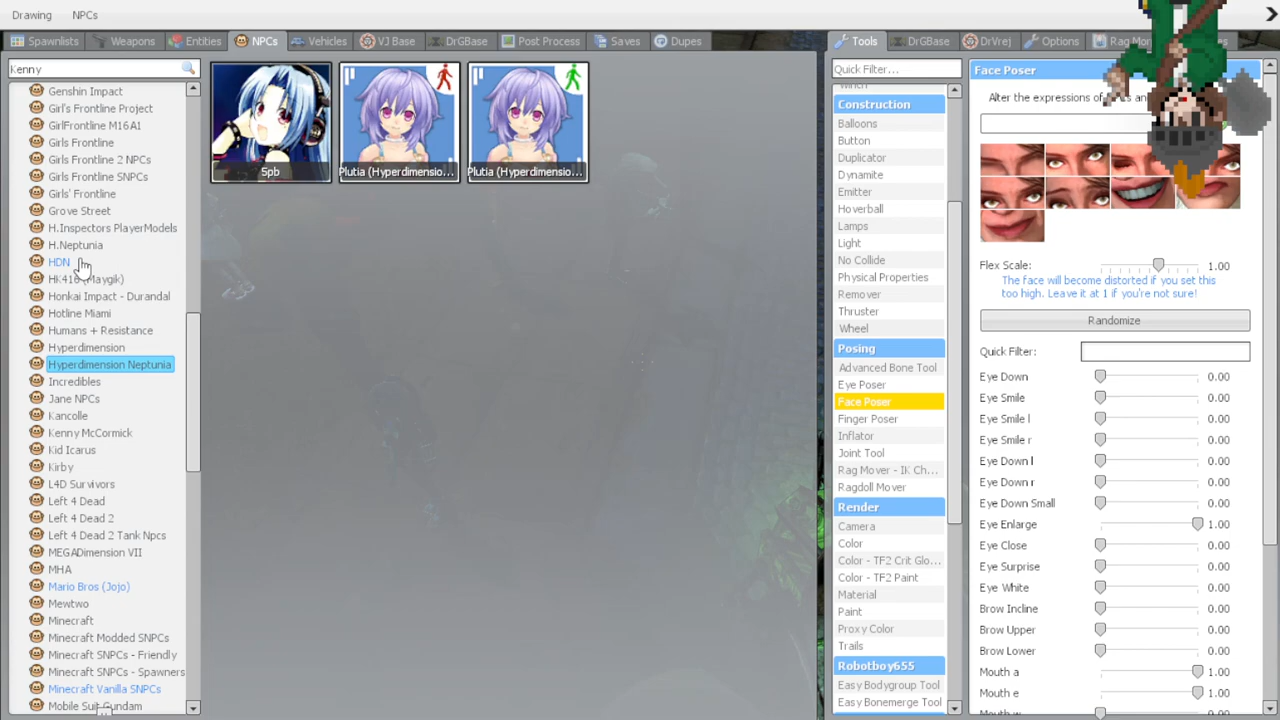 Drawing NPCs
Spawnlists Weapons Entities NPCs Vehicles VJ Base DrGBase Post Process Saves Dupes
Kenny
Genshin Impact
Girl's Frontline Project
GirlFrontline M16A1
Girls Frontline
Girls Frontline 2 NPCs
Girls Frontline SNPCs
Girls' Frontline
Grove Street
H.Inspectors PlayerModels
H.Neptunia
HDN
Honkai Impact - Durandal
Hotline Miami
Humans + Resistance
Hyperdimension
Hyperdimension Neptunia
Incredibles
Jane NPCs
Kancolle
Kenny McCormick
Kid Icarus
Kirby
L4D Survivors
Left 4 Dead
Left 4 Dead 2
Left 4 Dead 2 Tank Npcs
MEGADimension VII
MHA
Mario Bros (Jojo)
Mewtwo
Minecraft
Minecraft Modded SNPCs
Minecraft SNPCs - Friendly
Minecraft SNPCs - Spawners
Minecraft Vanilla SNPCs
Mobile Suit Gundam
5pb
Plutia (Hyperdimensio...
Plutia (Hyperdimensio...
Tools DrGBase DrVrej Options Rag Mo
Quick Filter...
Winch
Construction
Balloons
Button
Duplicator
Dynamite
Emitter
Hoverball
Lamps
Light
No Collide
Physical Properties
Remover
Thruster
Wheel
Posing
Advanced Bone Tool
Eye Poser
Face Poser
Finger Poser
Inflator
Joint Tool
Rag Mover - IK Ch...
Ragdoll Mover
Render
Camera
Color
Color - TF2 Crit Glo...
Color - TF2 Paint
Material
Paint
Proxy Color
Trails
Robotboy655
Easy Bodygroup Tool
Easy Bonemerge Tool
Face Poser
Alter the expressions of
Flex Scale: 1.00
The face will become distorted if you set this
too high. Leave it at 1 if you're not sure!
Randomize
Quick Filter:
Eye Down 0.00
Eye Smile 0.00
Eye Smile l 0.00
Eye Smile r 0.00
Eye Down l 0.00
Eye Down r 0.00
Eye Down Small 0.00
Eye Enlarge 1.00
Eye Close 0.00
Eye Surprise 0.00
Eye White 0.00
Brow Incline 0.00
Brow Upper 0.00
Brow Lower 0.00
Mouth a 1.00
Mouth e 1.00
Mouth w 0.00